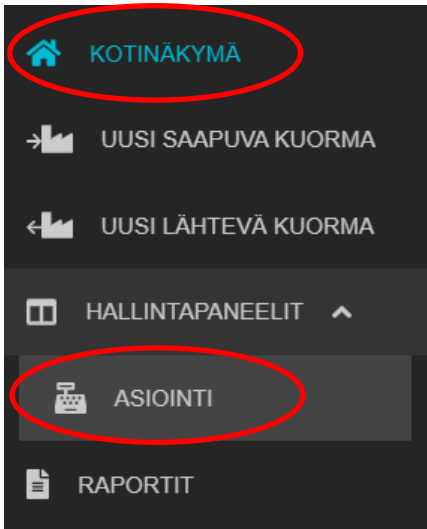 KOTINÄKYMÄ
UUSI SAAPUVA KUORMA
UUSI LÄHTEVÄ KUORMA
HALLINTAPANEELIT
ASIOINTI
RAPORTIT